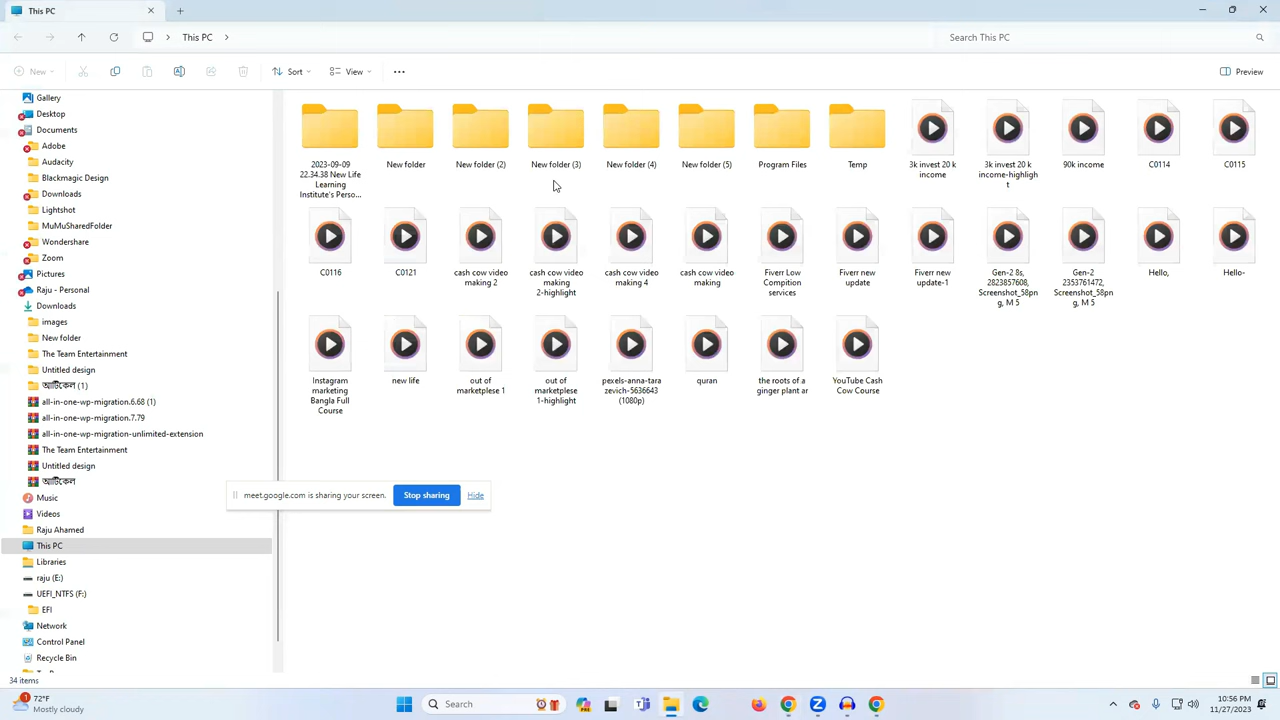 This PC
This PC
Search This PC
New
Sort
View
Preview
Gallery
Desktop
Documents
Adobe
Audacity
Blackmagic Design
Downloads
Lightshot
MuMuSharedFolder
Wondershare
Zoom
Pictures
Raju - Personal
Downloads
images
New folder
The Team Entertainment
Untitled design
আর্টিকেল (1)
all-in-one-wp-migration.6.68 (1)
all-in-one-wp-migration.7.79
all-in-one-wp-migration-unlimited-extension
The Team Entertainment
Untitled design
আর্টিকেল
Music
Videos
Raju Ahamed
This PC
Libraries
raju (E:)
UEFI_NTFS (F:)
EFI
Network
Control Panel
Recycle Bin
2023-09-09
22.34.38 New Life
Learning
Institute's Perso...
New folder
New folder (2)
New folder (3)
New folder (4)
New folder (5)
Program Files
Temp
3k invest 20 k
income
3k invest 20 k
income-highligh
t
90k income
C0114
C0115
C0116
C0121
cash cow video
making 2
cash cow video
making
2-highlight
cash cow video
making 4
cash cow video
making
Fiverr Low
Compition
services
Fiverr new
update
Fiverr new
update-1
Gen-2 8s,
2823857608,
Screenshot_58pn
g, M 5
Gen-2
2353761472,
Screenshot_58pn
g, M 5
Hello,
Hello-
Instagram
marketing
Bangla Full
Course
new life
out of
marketplese 1
out of
marketplese
1-highlight
pexels-anna-tara
zevich-5636643
(1080p)
quran
the roots of a
ginger plant ar
YouTube Cash
Cow Course
meet.google.com is sharing your screen.
Stop sharing
Hide
34 items
1
72°F
Mostly cloudy
Search
10:56 PM
11/27/2023